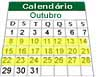 Calendário
Outubro
D S T Q Q S S
1 2 3 4 5 6 7
8 9 10 11 12 13 14
15 16 17 18 19 20 21
22 23 24 25 26 27 28
29 30 31